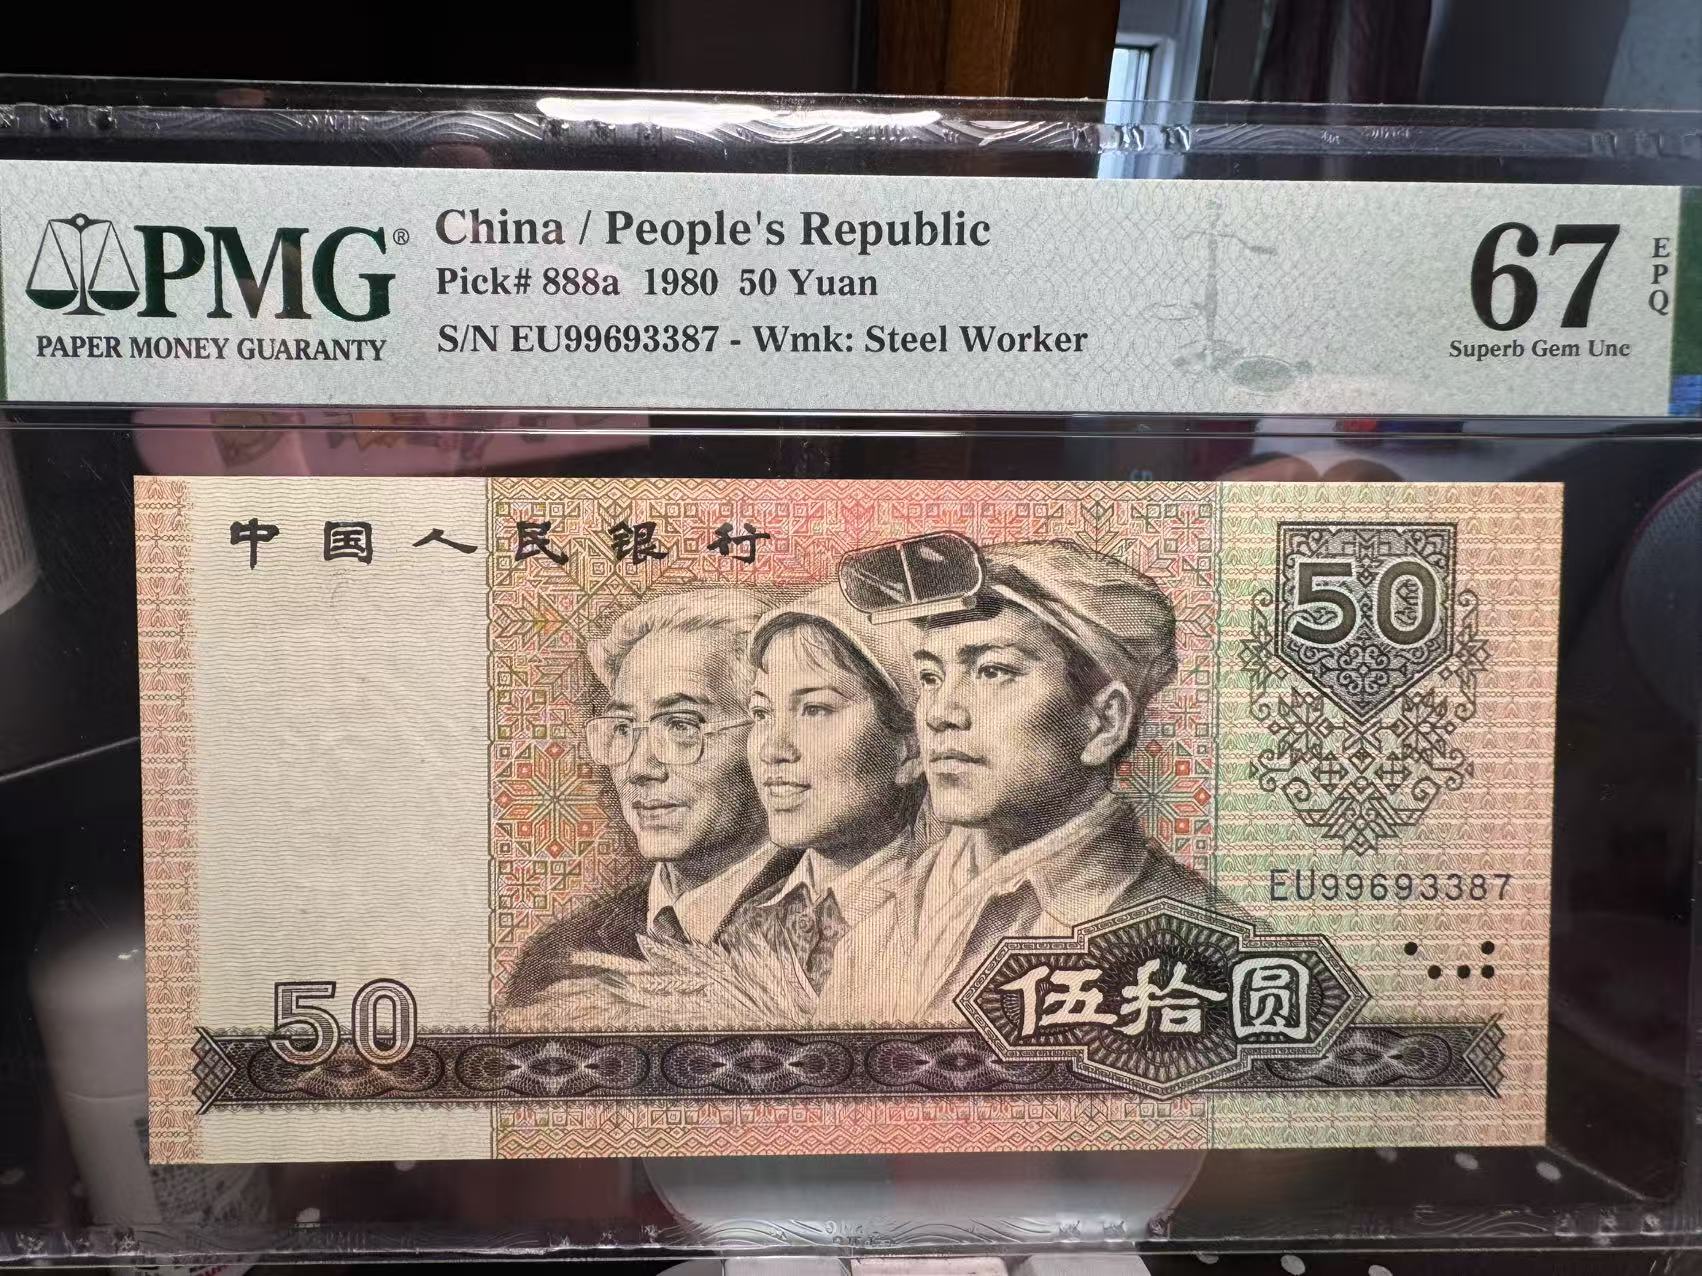 PMG®
PAPER MONEY GUARANTY
China / People's Republic
Pick# 888a 1980 50 Yuan
S/N EU99693387 - Wmk: Steel Worker
67
EPQ
Superb Gem Unc
中国人民银行
50
EU99693387
50
伍拾圆